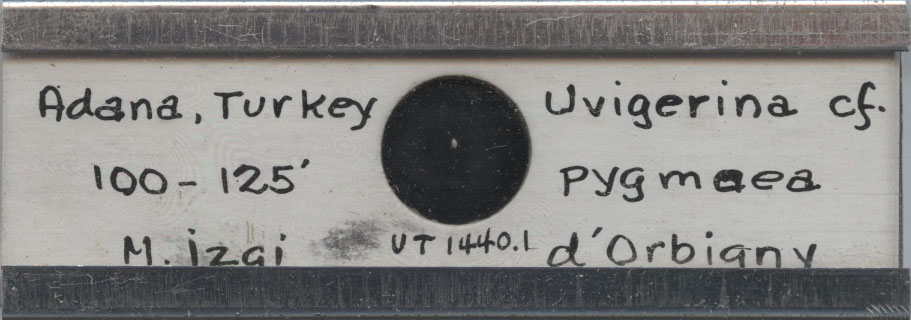 Adana, Turkey
100-125'
M. İzgi
UT 1440.1
Uvigerina cf.
pygmaea
d'Orbigny